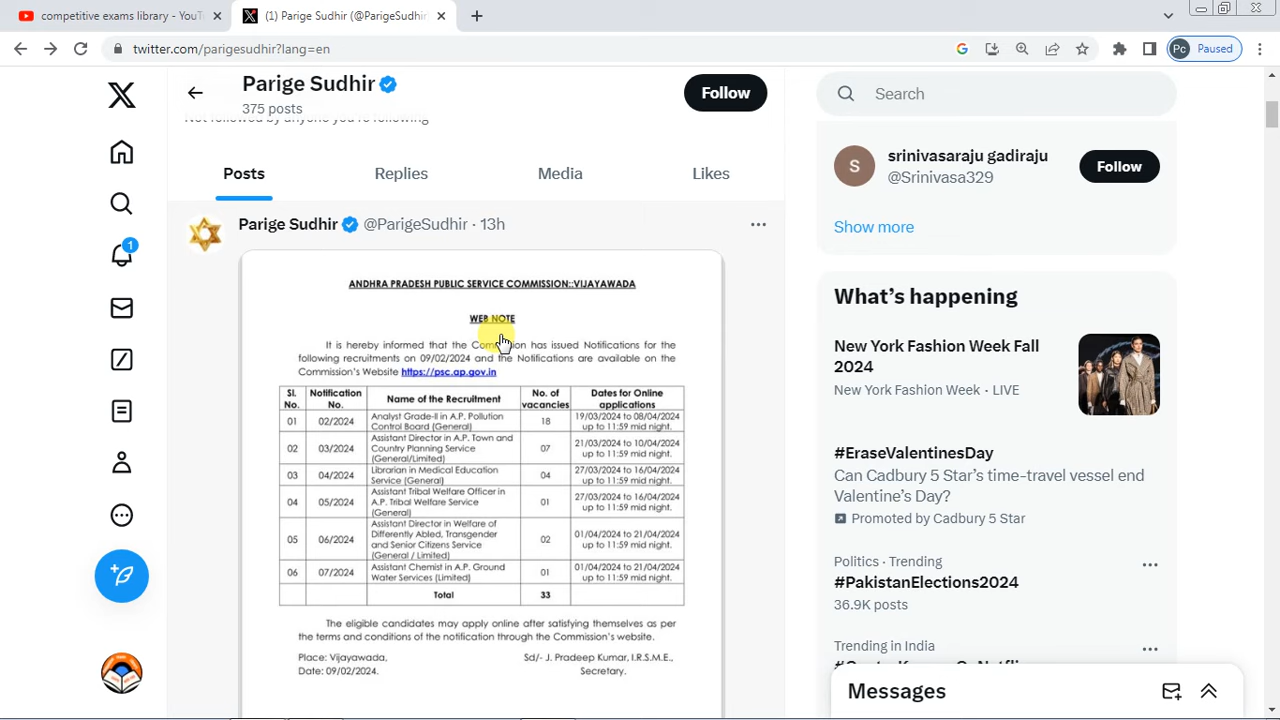 competitive exams library - YouT
(1) Parige Sudhir (@ParigeSudhir
twitter.com/parigesudhir?lang=en
Pc Paused
Parige Sudhir
375 posts
Follow
Not followed by anyone you're following
Posts
Replies
Media
Likes
Parige Sudhir @ParigeSudhir · 13h
ANDHRA PRADESH PUBLIC SERVICE COMMISSION::VIJAYAWADA
WEB NOTE
It is hereby informed that the Commission has issued Notifications for the
following recruitments on 09/02/2024 and the Notifications are available on the
Commission's Website https://psc.ap.gov.in
Sl. No. Notification No. Name of the Recruitment No. of vacancies Dates for Online applications
01 02/2024 Analyst Grade-II in A.P. Pollution Control Board (General) 18 19/03/2024 to 08/04/2024 up to 11:59 mid night.
02 03/2024 Assistant Director in A.P. Town and Country Planning Service (General/Limited) 07 21/03/2024 to 10/04/2024 up to 11:59 mid night.
03 04/2024 Librarian in Medical Education Service (General) 04 27/03/2024 to 16/04/2024 up to 11:59 mid night.
04 05/2024 Assistant Tribal Welfare Officer in A.P. Tribal Welfare Service (General) 01 27/03/2024 to 16/04/2024 up to 11:59 mid night.
05 06/2024 Assistant Director in Welfare of Differently Abled, Transgender and Senior Citizens Service (General / Limited) 02 01/04/2024 to 21/04/2024 up to 11:59 mid night.
06 07/2024 Assistant Chemist in A.P. Ground Water Services (Limited) 01 01/04/2024 to 21/04/2024 up to 11:59 mid night.
Total 33
The eligible candidates may apply online after satisfying themselves as per
the terms and conditions of the notification through the Commission's website.
Place: Vijayawada, Sd/- J. Pradeep Kumar, I.R.S.M.E.,
Date: 09/02/2024. Secretary.
1
Search
S
srinivasaraju gadiraju
@Srinivasa329
Follow
Show more
What's happening
New York Fashion Week Fall
2024
New York Fashion Week · LIVE
#EraseValentinesDay
Can Cadbury 5 Star's time-travel vessel end
Valentine's Day?
Promoted by Cadbury 5 Star
Politics · Trending
#PakistanElections2024
36.9K posts
Trending in India
Messages